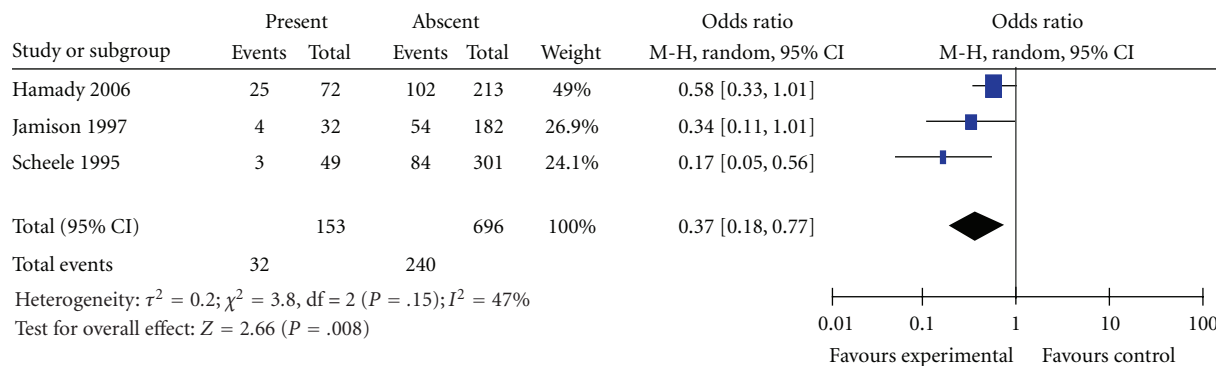 Present Abscent Odds ratio Odds ratio
Study or subgroup Events Total Events Total Weight M-H, random, 95% CI M-H, random, 95% CI
Hamady 2006 25 72 102 213 49% 0.58 [0.33, 1.01]
Jamison 1997 4 32 54 182 26.9% 0.34 [0.11, 1.01]
Scheele 1995 3 49 84 301 24.1% 0.17 [0.05, 0.56]
Total (95% CI) 153 696 100% 0.37 [0.18, 0.77]
Total events 32 240
Heterogeneity: τ² = 0.2; χ² = 3.8, df = 2 (P = .15); I² = 47%
Test for overall effect: Z = 2.66 (P = .008)
0.01 0.1 1 10 100
Favours experimental Favours control